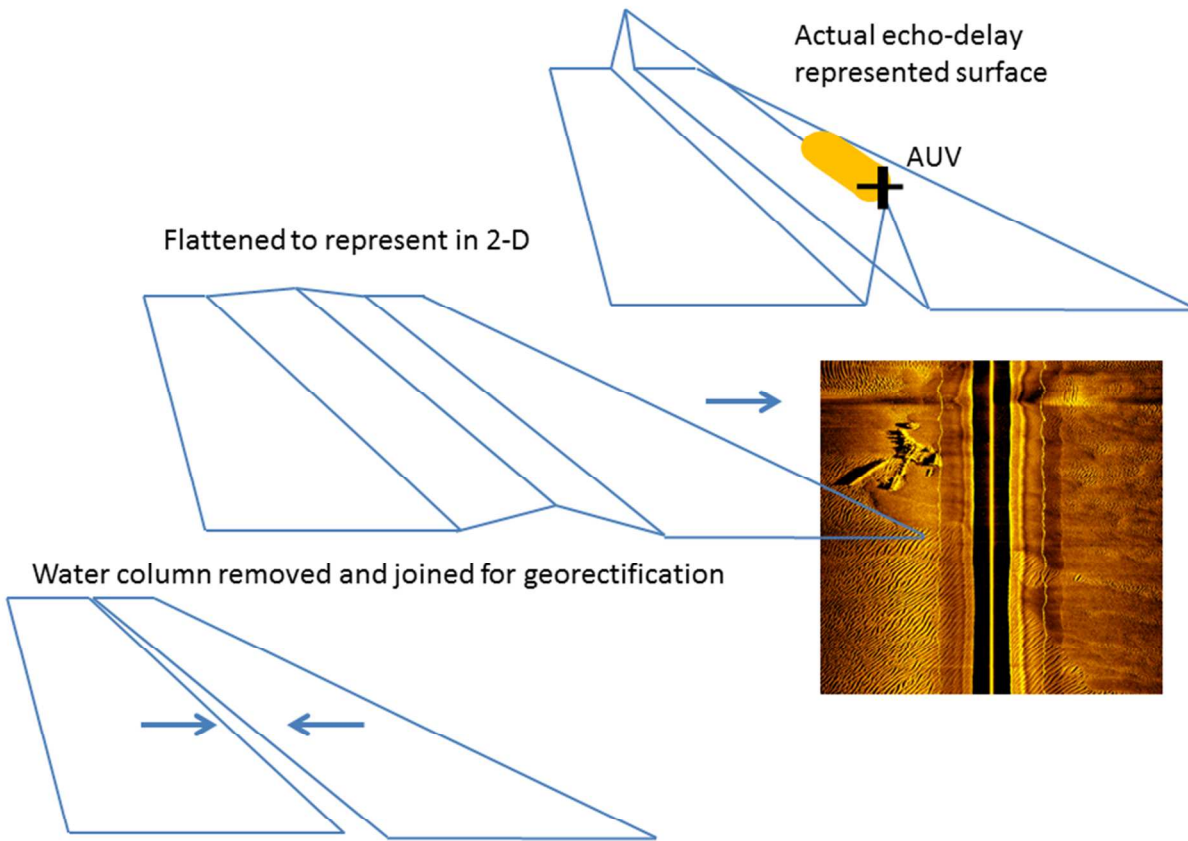 Actual echo-delay
represented surface
AUV
Flattened to represent in 2-D
Water column removed and joined for georectification